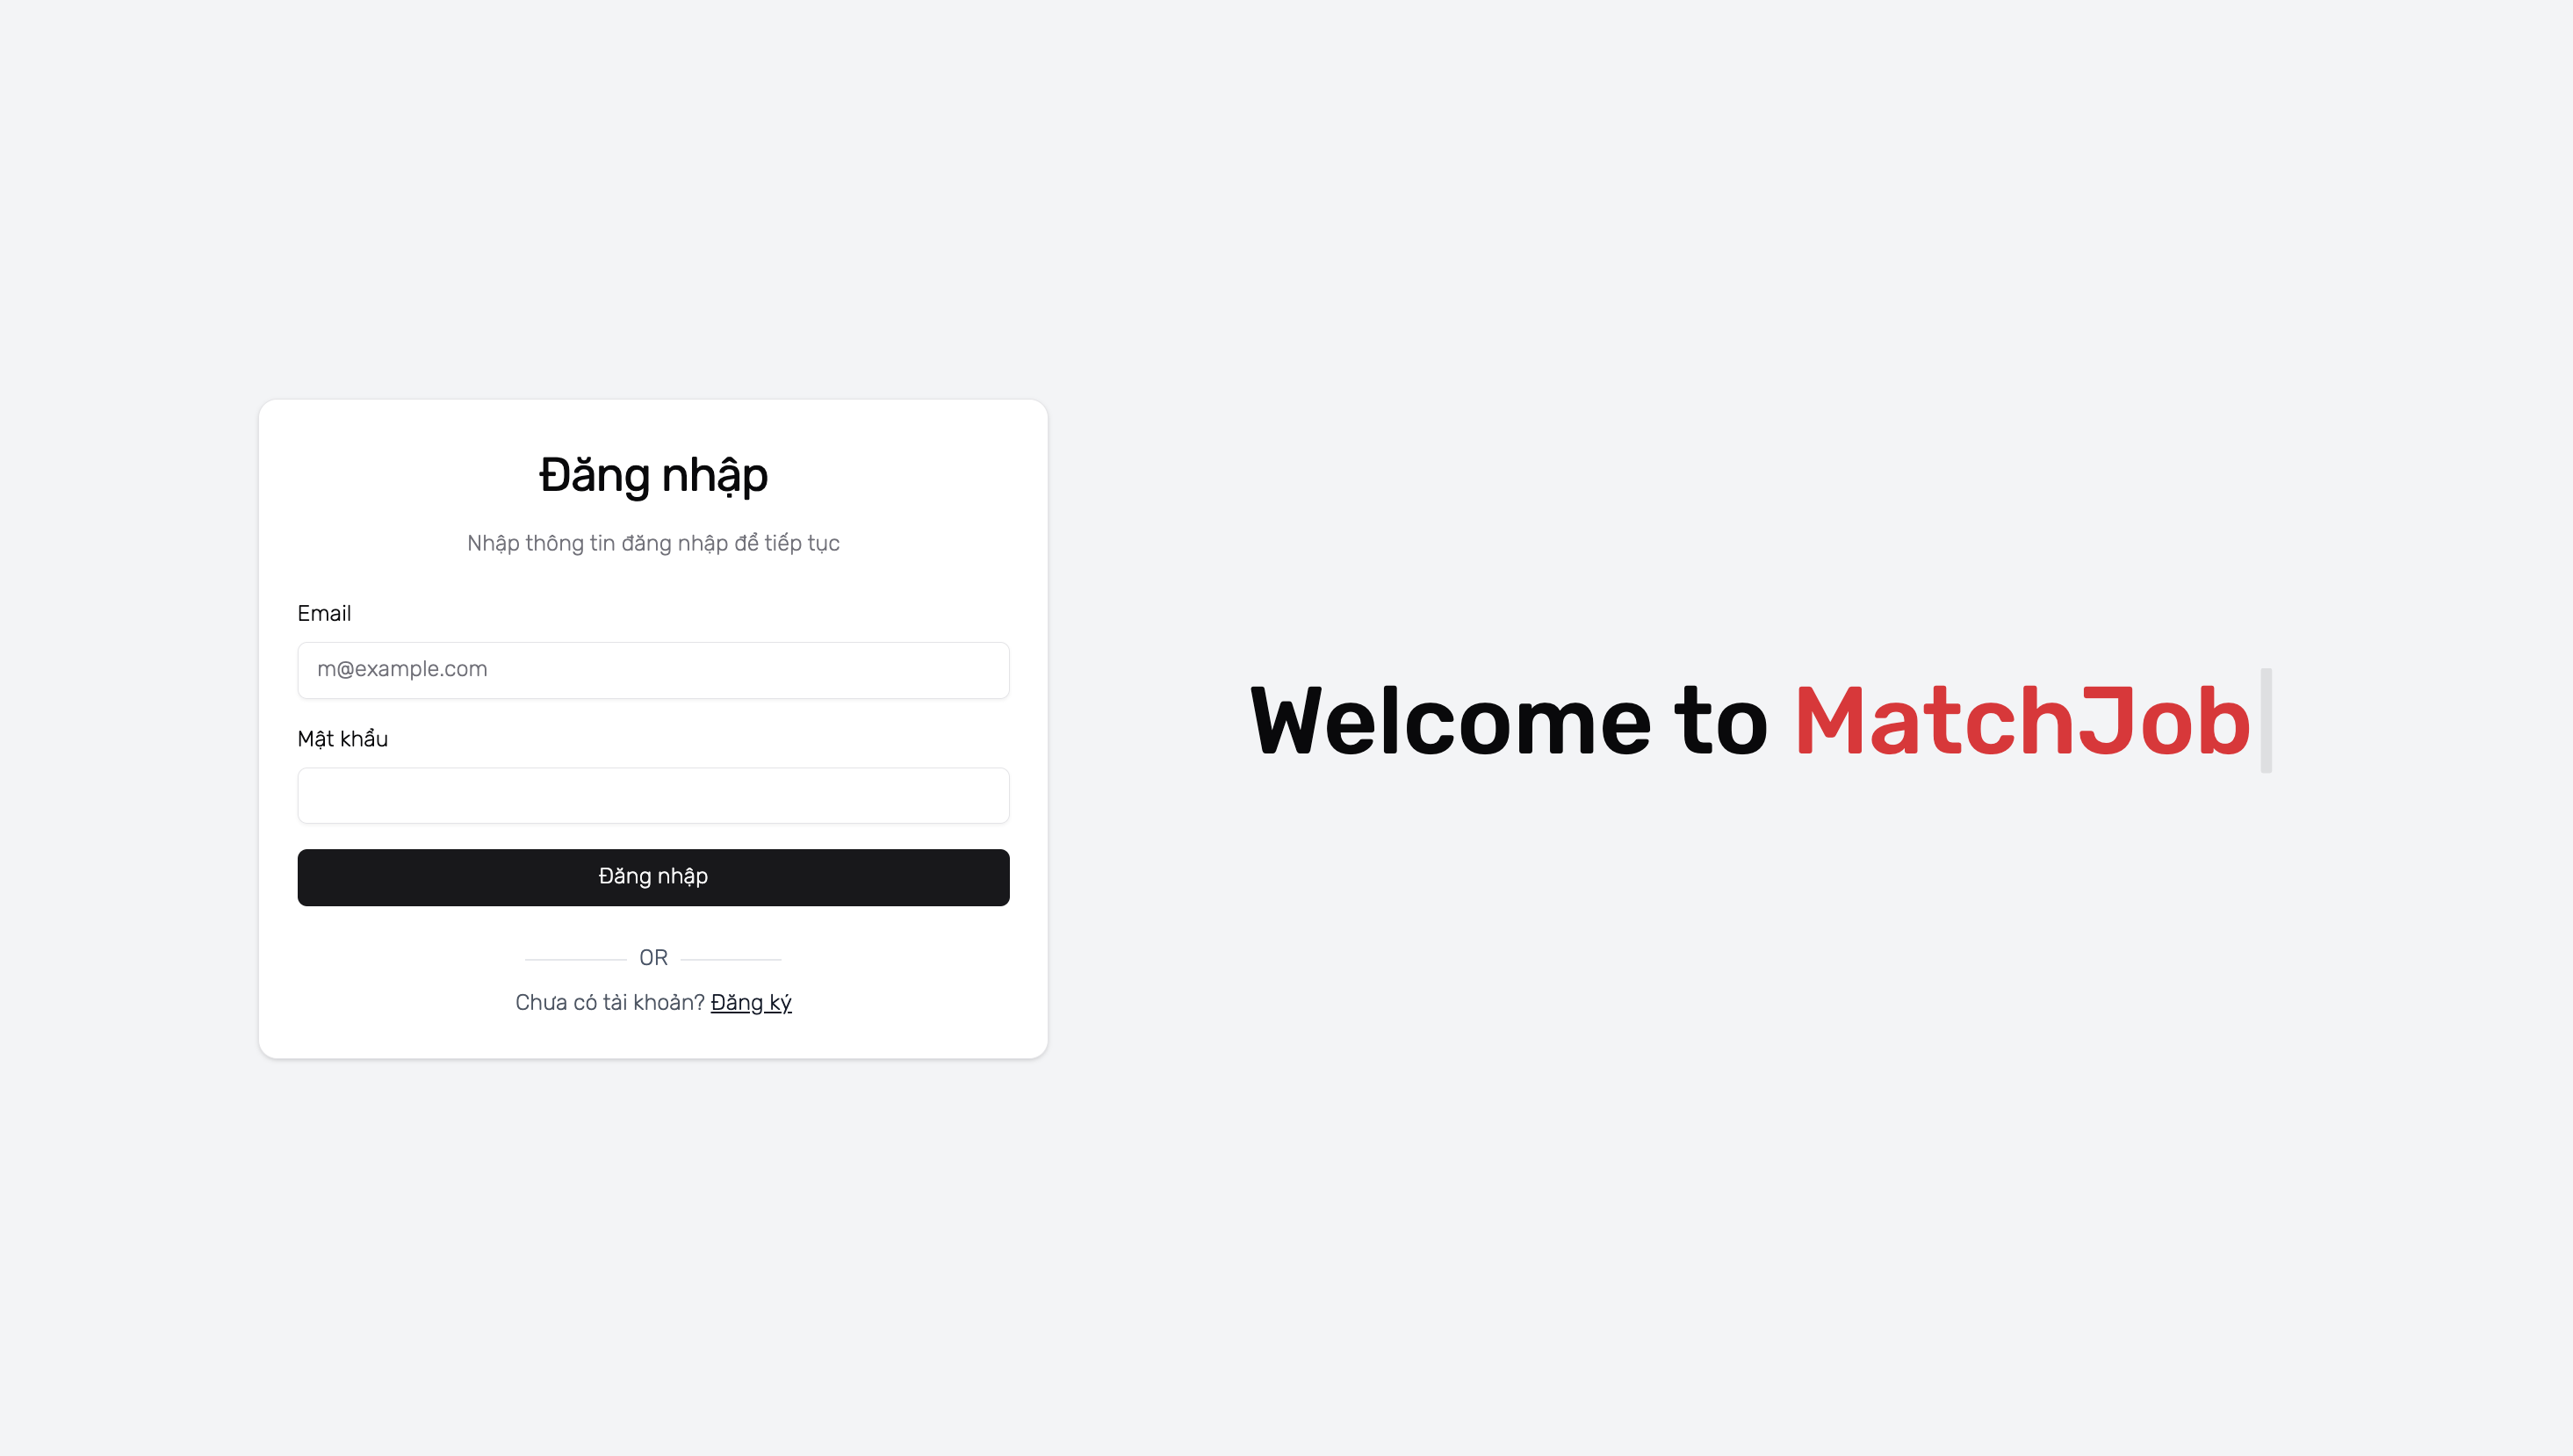 Đăng nhập
Nhập thông tin đăng nhập để tiếp tục
Email
m@example.com
Mật khẩu
Đăng nhập
OR
Chưa có tài khoản? Đăng ký
Welcome to MatchJob